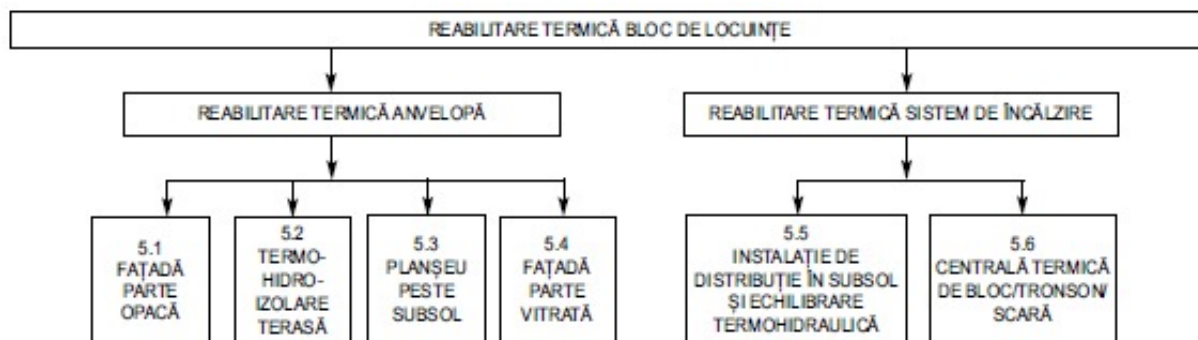 REABILITARE TERMICĂ BLOC DE LOCUINȚE
REABILITARE TERMICĂ ANVELOPĂ
REABILITARE TERMICĂ SISTEM DE ÎNCĂLZIRE
5.1
FAȚADĂ
PARTE
OPACĂ
5.2
TERMO-
HIDRO-
IZOLARE
TERASĂ
5.3
PLANȘEU
PESTE
SUBSOL
5.4
FAȚADĂ
PARTE
VITRATĂ
5.5
INSTALAȚIE DE
DISTRIBUȚIE ÎN SUBSOL
ȘI ECHILIBRARE
TERMOHIDRAULICĂ
5.6
CENTRALĂ TERMICĂ
DE BLOC/TRONSON/
SCARĂ